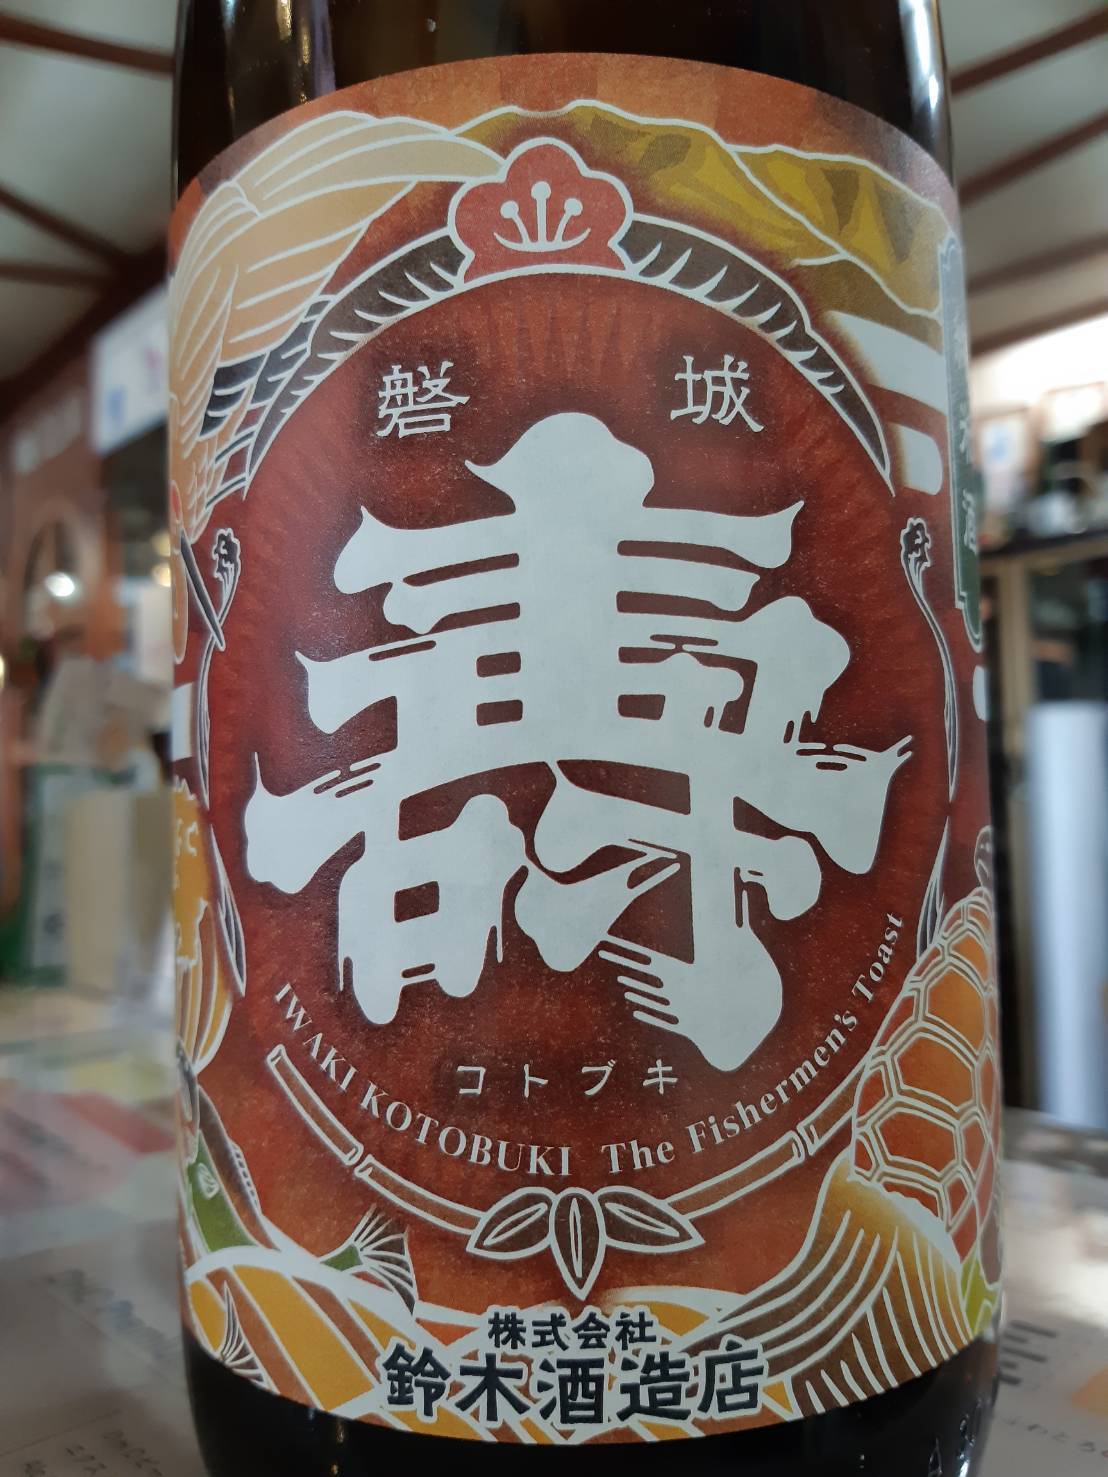 磐城
壽
コトブキ
IWAKI KOTOBUKI The Fishermen's Toast
株式会社
鈴木酒造店